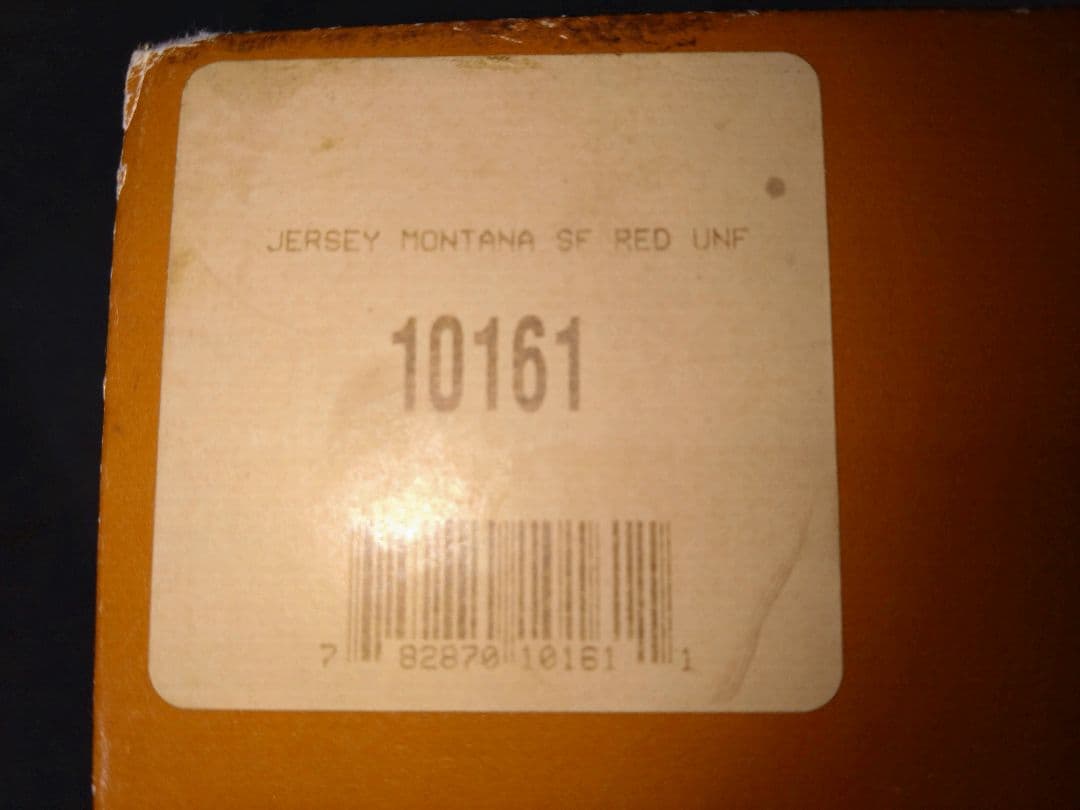 JERSEY MONTANA SF RED UNF
10161
7 82870 10161 1